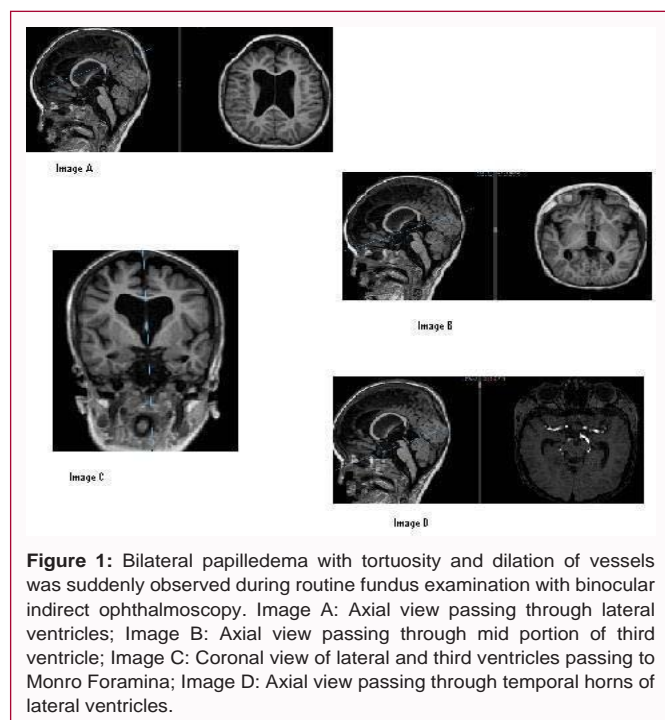 Image A
Image B
Image C
Image D
Figure 1: Bilateral papilledema with tortuosity and dilation of vessels
was suddenly observed during routine fundus examination with binocular
indirect ophthalmoscopy. Image A: Axial view passing through lateral
ventricles; Image B: Axial view passing through mid portion of third
ventricle; Image C: Coronal view of lateral and third ventricles passing to
Monro Foramina; Image D: Axial view passing through temporal horns of
lateral ventricles.